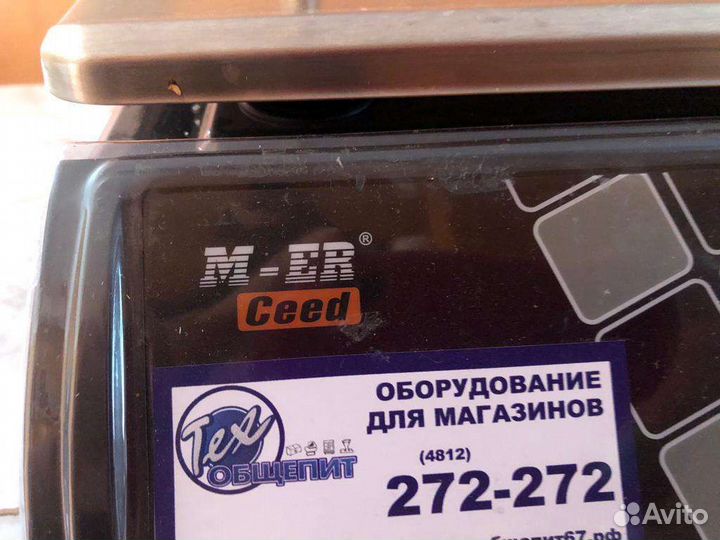 M-ER®
Ceed
ОБОРУДОВАНИЕ
ДЛЯ МАГАЗИНОВ
Тех
ОБЩЕПИТ
(4812)
272-272
Avito